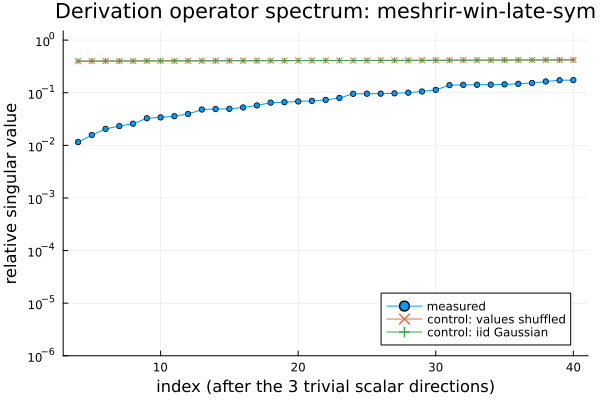 Derivation operator spectrum: meshrir-win-late-sym
relative singular value
10^0
10^-1
10^-2
10^-3
10^-4
10^-5
10^-6
measured
control: values shuffled
control: iid Gaussian
10 20 30 40
index (after the 3 trivial scalar directions)